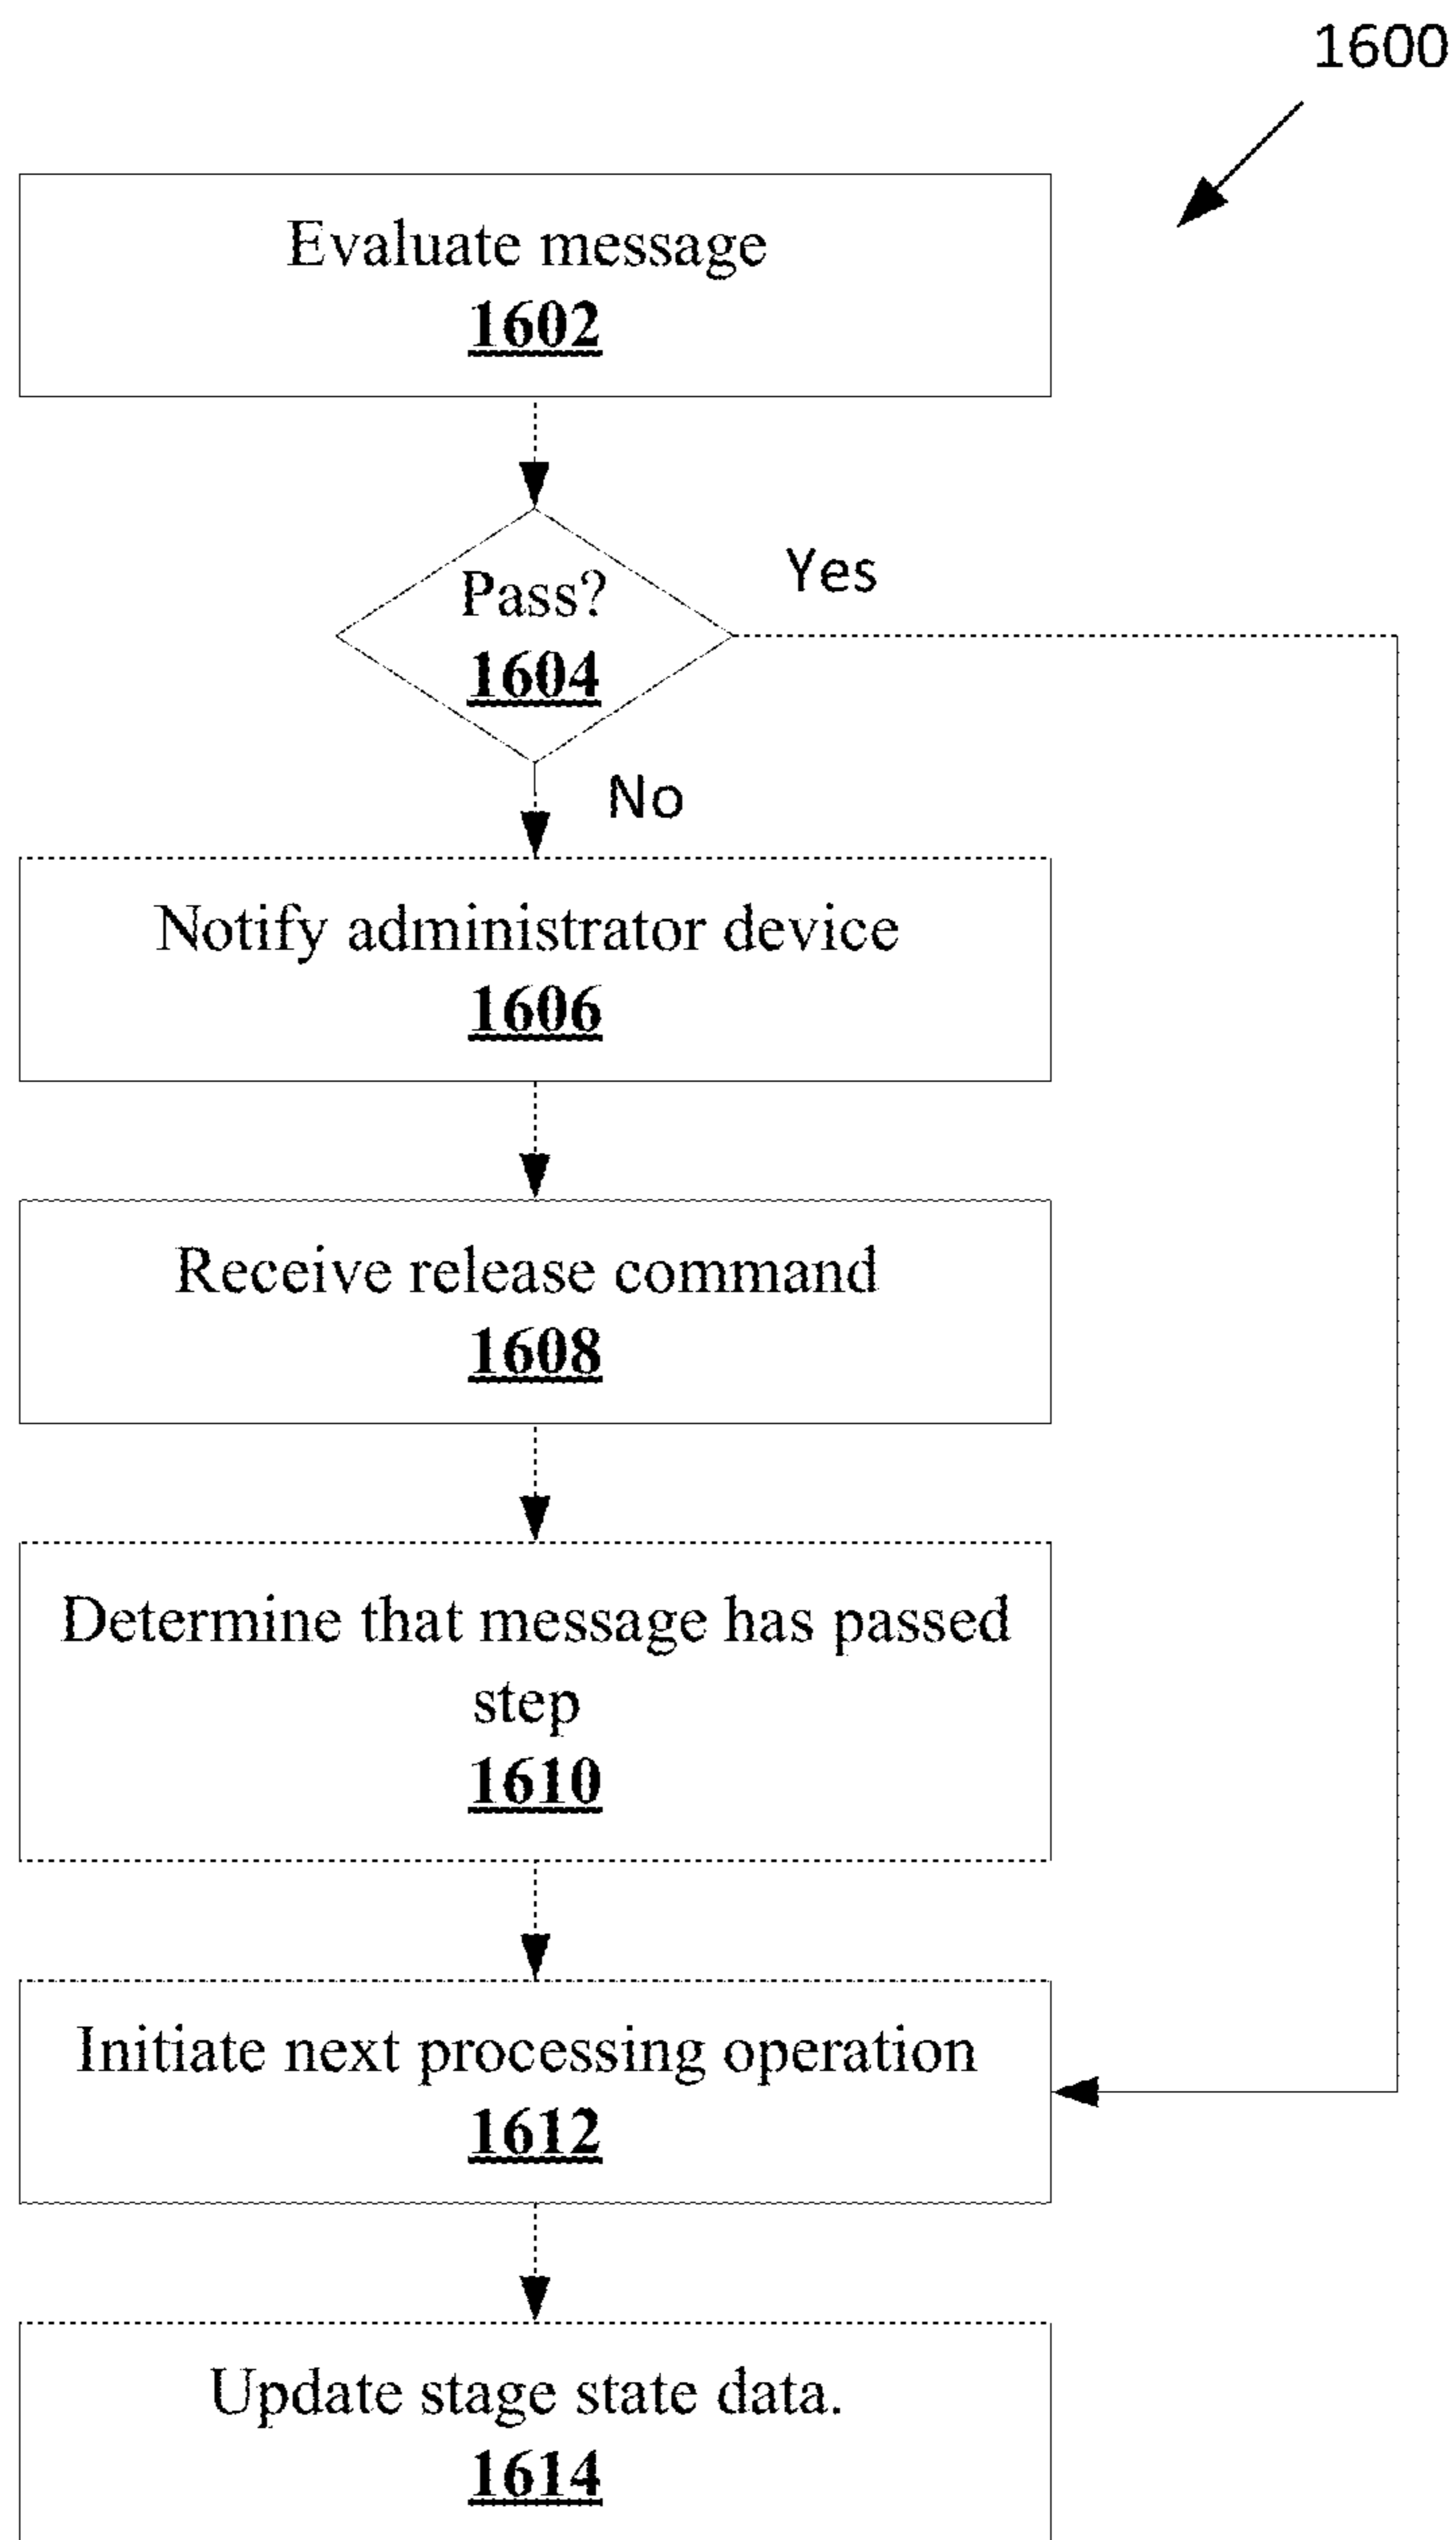 1600
Evaluate message
1602
Pass?
1604
Yes
No
Notify administrator device
1606
Receive release command
1608
Determine that message has passed
step
1610
Initiate next processing operation
1612
Update stage state data.
1614